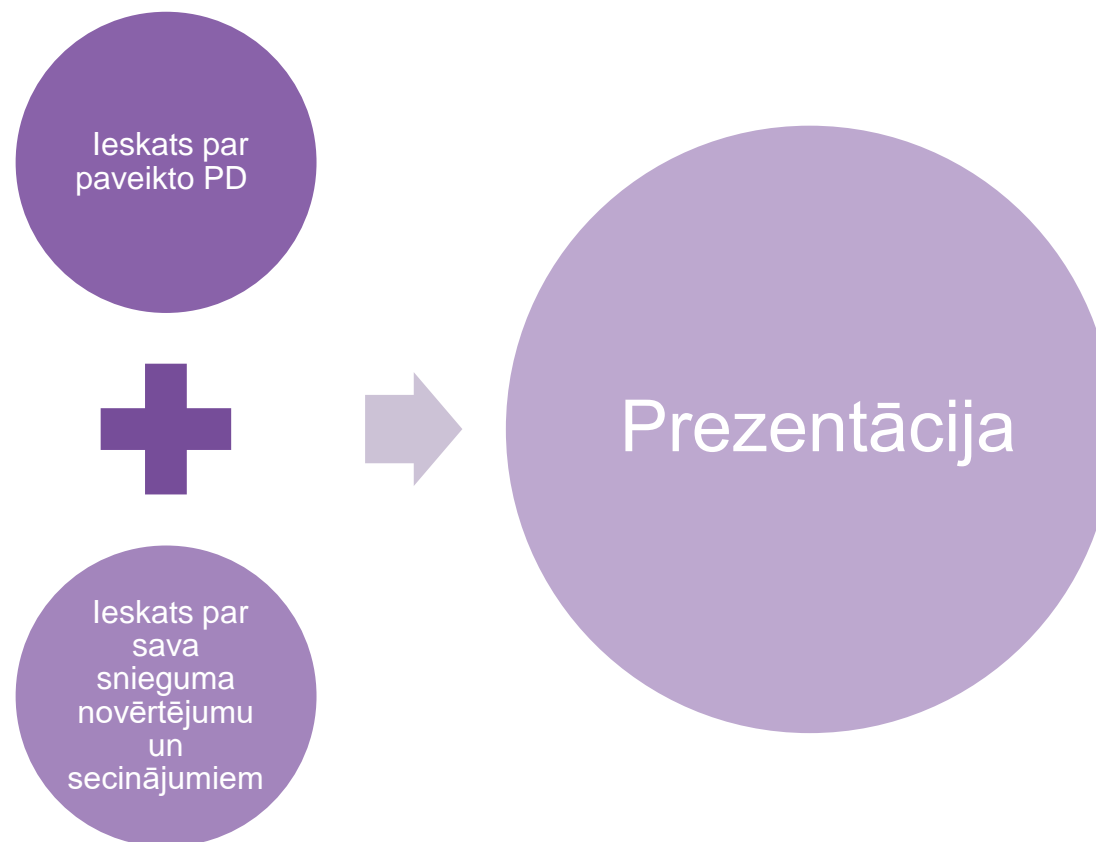 Ieskats par
paveikto PD
Ieskats par
sava
snieguma
novērtējumu
un
secinājumiem
Prezentācija